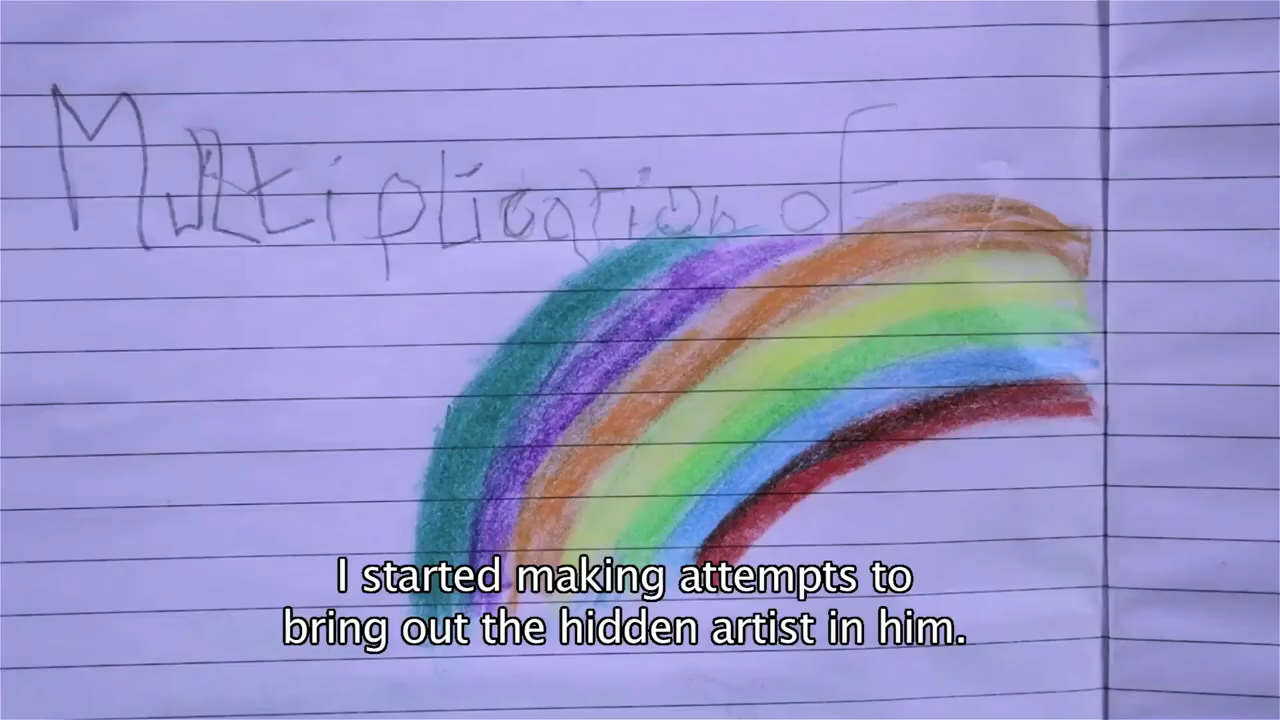 Multiplication of
I started making attempts to
bring out the hidden artist in him.